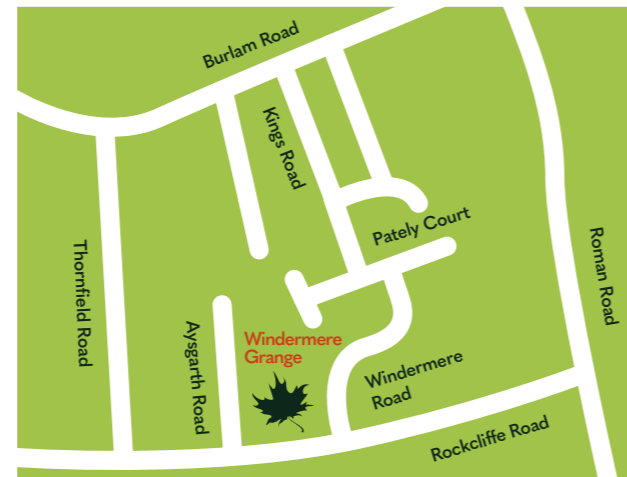 Burlam Road
Kings Road
Pately Court
Roman Road
Thornfield Road
Aysgarth Road
Windermere
Grange
Windermere
Road
Rockcliffe Road